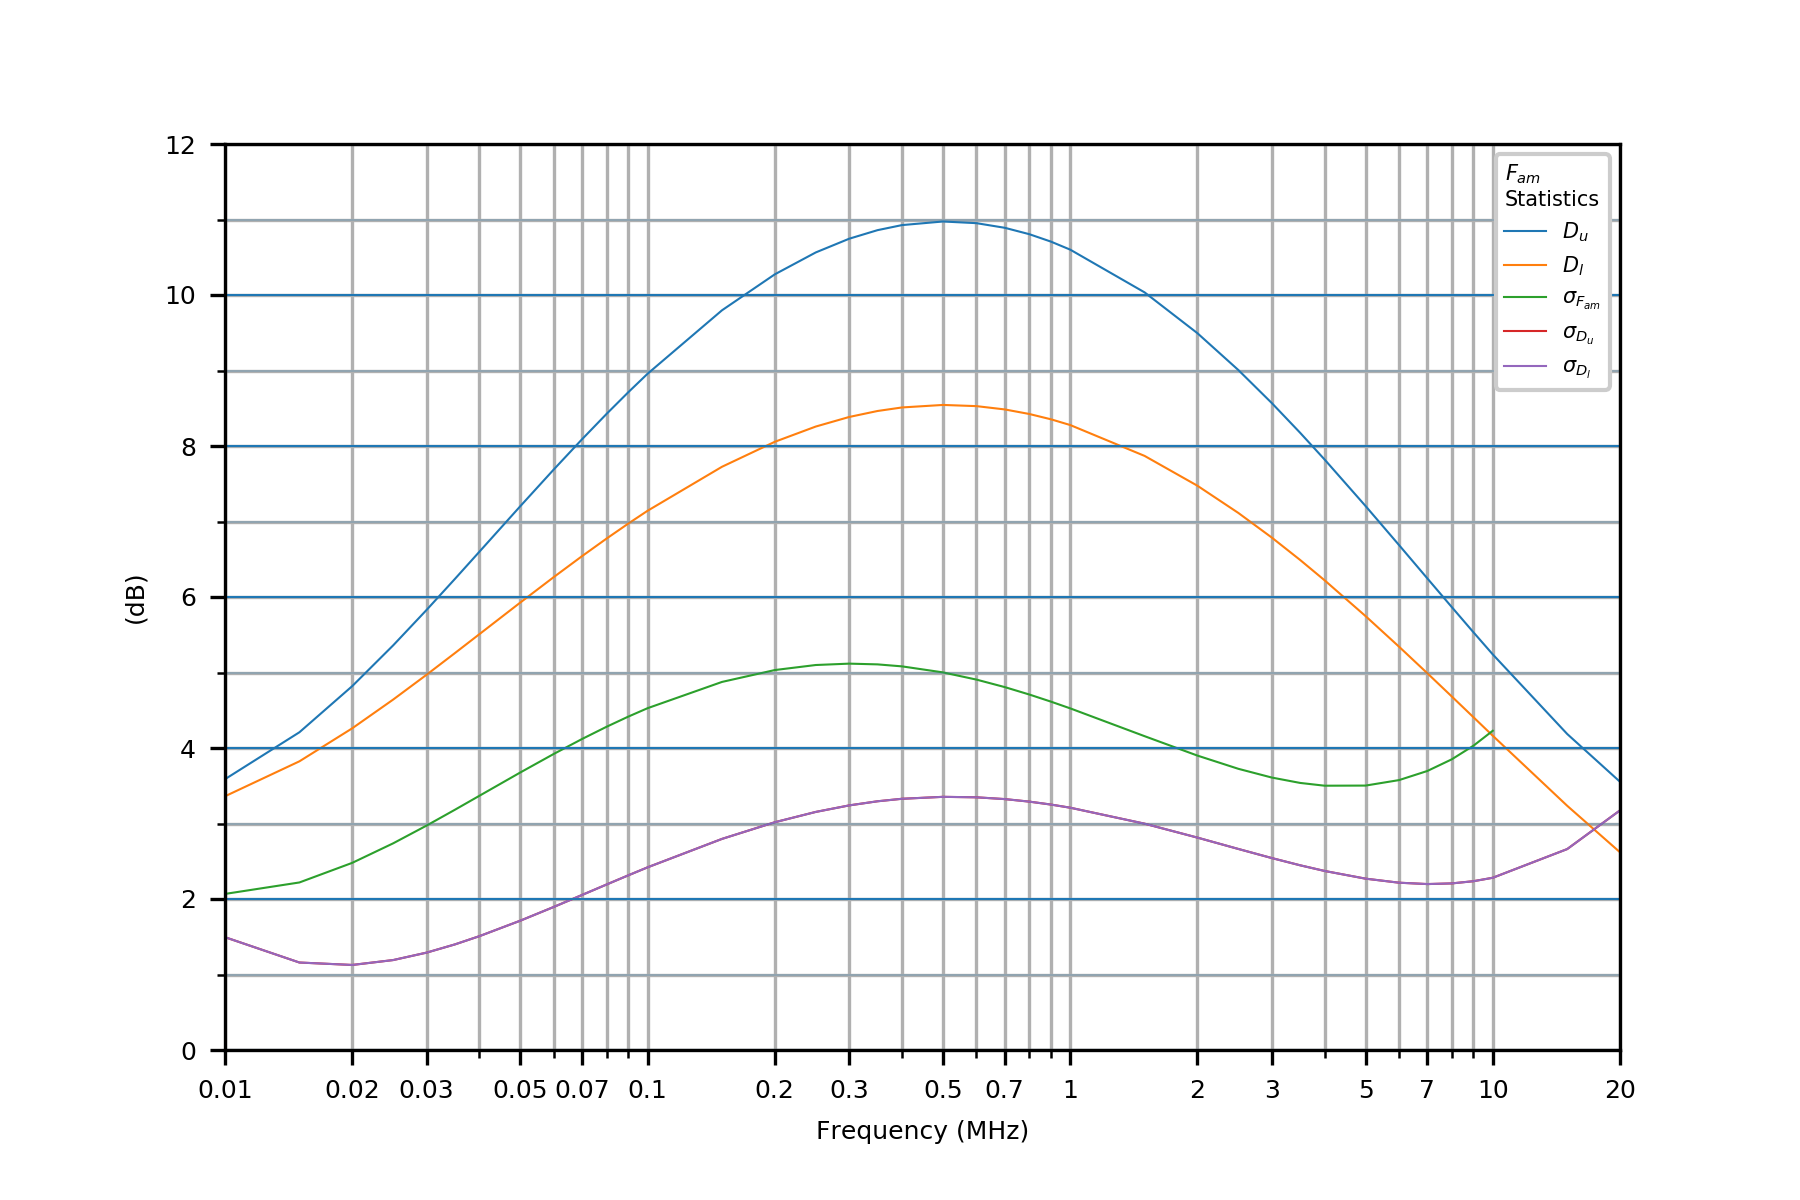 12
10
8
6
4
2
0
(dB)
F_am
Statistics
D_u
D_l
σ_F_am
σ_D_u
σ_D_l
0.01 0.02 0.03 0.05 0.07 0.1 0.2 0.3 0.5 0.7 1 2 3 5 7 10 20
Frequency (MHz)